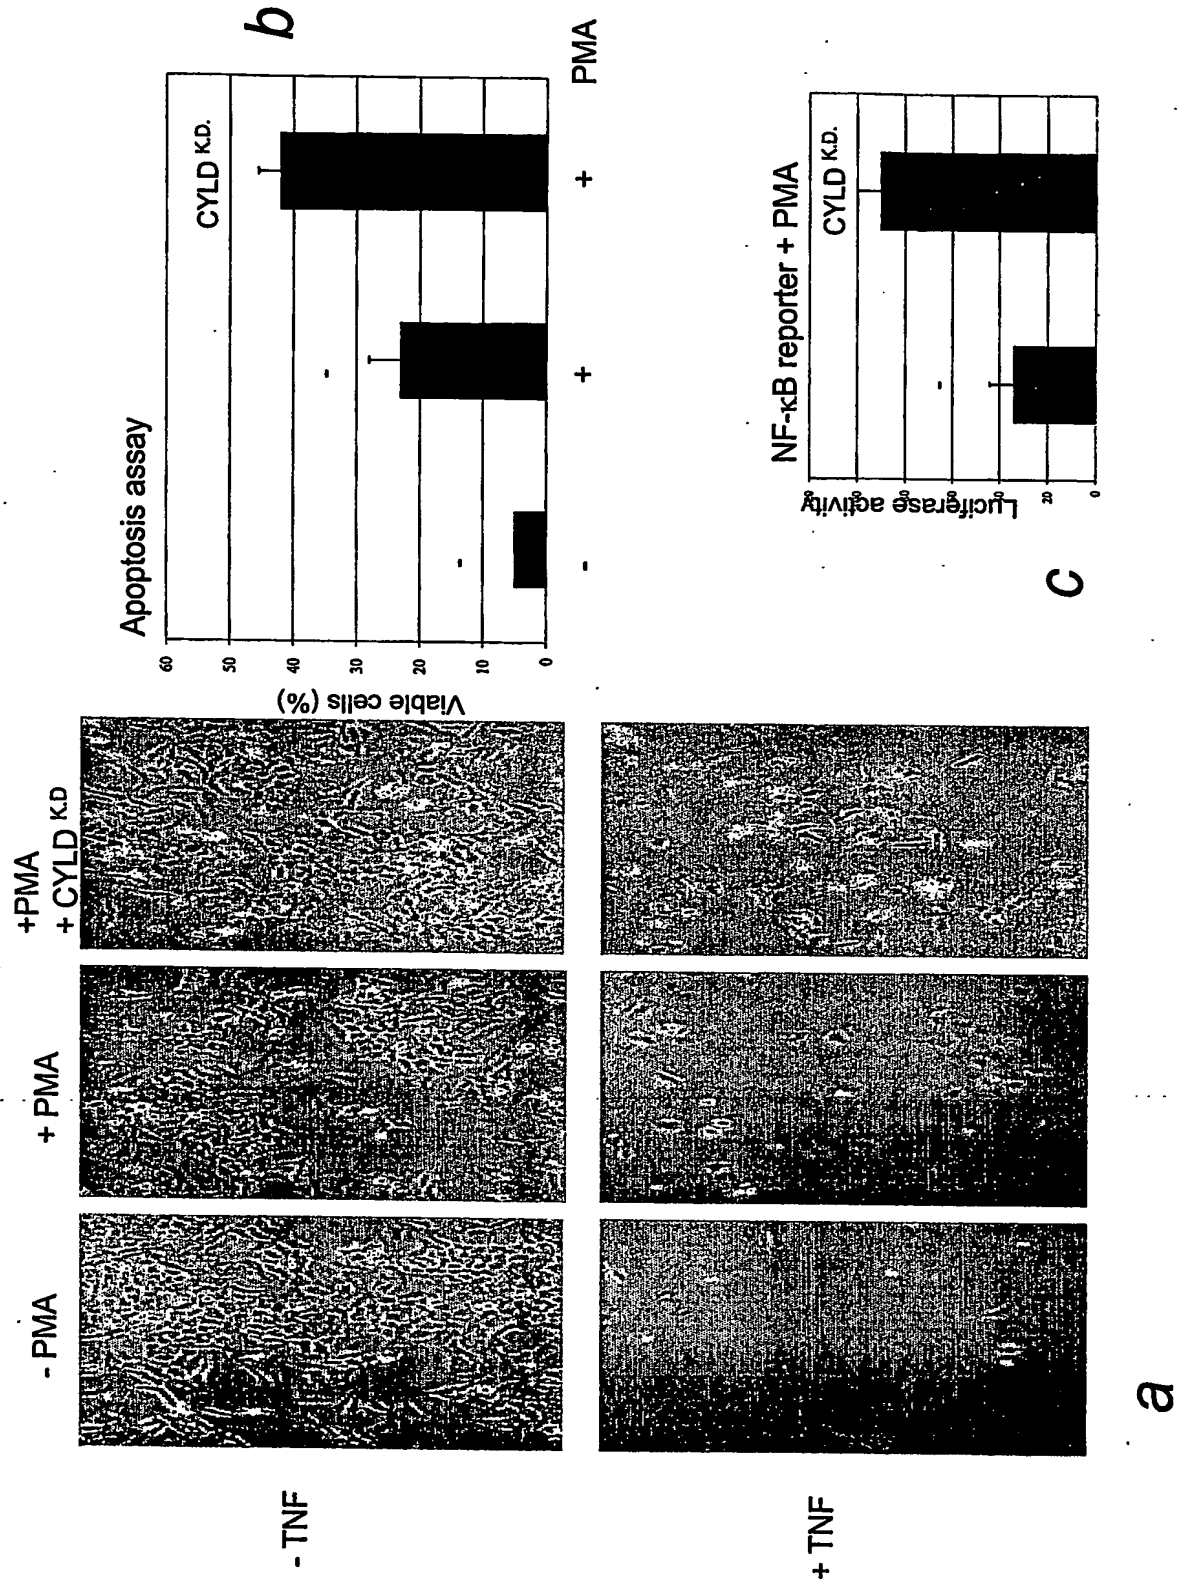 - PMA
+ PMA
+PMA
+ CYLD K.D
- TNF
+ TNF
a
Apoptosis assay
b
Viable cells (%)
60
50
40
30
20
10
0
-
-
CYLD K.D.
-
+
+
PMA
NF-κB reporter + PMA
c
Luciferase activity
20
0
-
CYLD K.D.